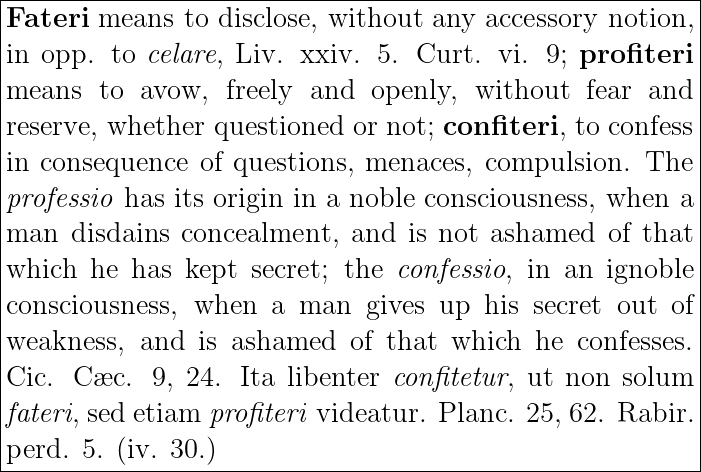 Fateri means to disclose, without any accessory notion,
in opp. to celare, Liv. xxiv. 5. Curt. vi. 9; profiteri
means to avow, freely and openly, without fear and
reserve, whether questioned or not; confiteri, to confess
in consequence of questions, menaces, compulsion. The
professio has its origin in a noble consciousness, when a
man disdains concealment, and is not ashamed of that
which he has kept secret; the confessio, in an ignoble
consciousness, when a man gives up his secret out of
weakness, and is ashamed of that which he confesses.
Cic. Cæc. 9, 24. Ita libenter confitetur, ut non solum
fateri, sed etiam profiteri videatur. Planc. 25, 62. Rabir.
perd. 5. (iv. 30.)